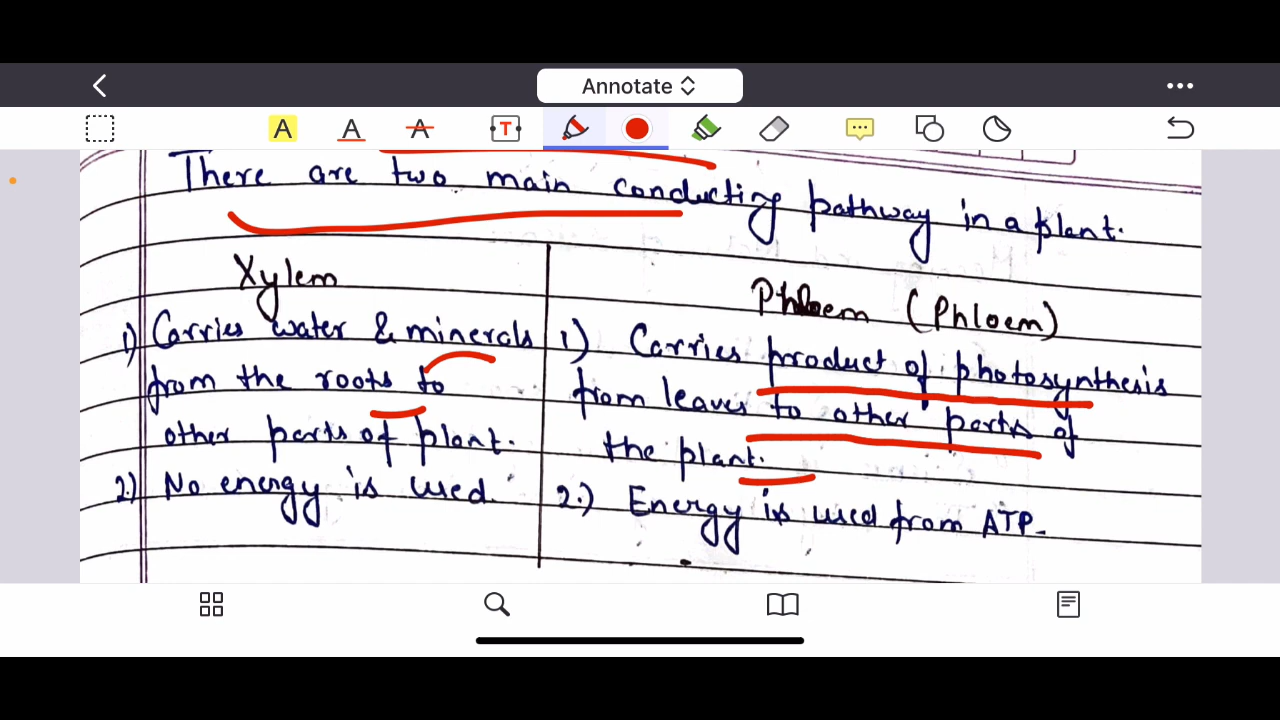 Annotate
A A A T
There are two main conducting pathway in a plant.
Xylem
1) Carries water & minerals
from the roots to
other parts of plant.
2) No energy is used.
Phloem (Phloem)
1) Carries product of photosynthesis
from leaves to other parts of
the plant.
2.) Energy is used from ATP.